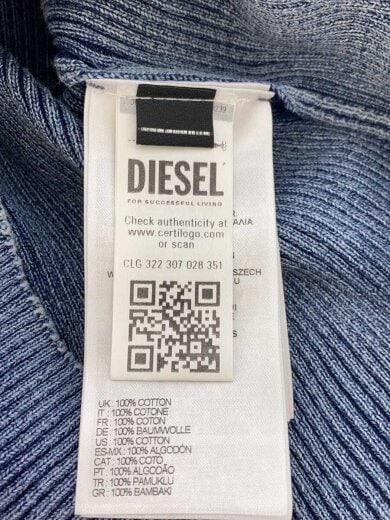 239
DIESEL
FOR SUCCESSFUL LIVING
Check authenticity at
www.certilogo.com
or scan
CLG 322 307 028 351
UK : 100% COTTON
IT : 100% COTONE
FR : 100% COTON
DE : 100% BAUMWOLLE
US : 100% COTTON
ES-MX : 100% ALGODÓN
CAT : 100% COTÓ
PT : 100% ALGODÃO
TR : 100% PAMUKLU
GR : 100% BAMBAKI